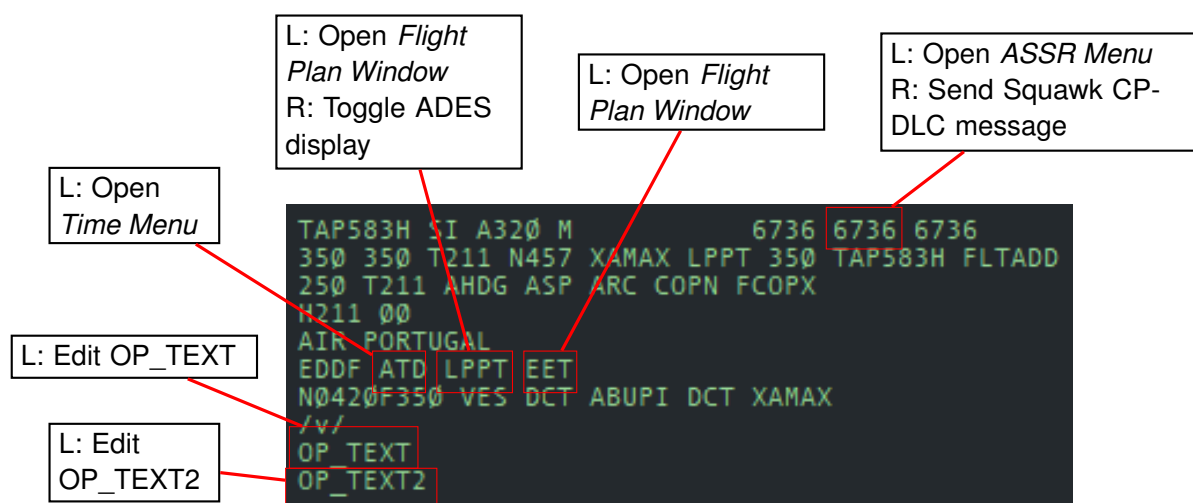 L: Open Flight
Plan Window
R: Toggle ADES
display
L: Open Flight
Plan Window
L: Open ASSR Menu
R: Send Squawk CP-
DLC message
L: Open
Time Menu
L: Edit OP_TEXT
L: Edit
OP_TEXT2
TAP583H SI A320 M 6736 6736 6736
350 350 T211 N457 XAMAX LPPT 350 TAP583H FLTADD
250 T211 AHDG ASP ARC COPN FCOPX
H211 00
AIR PORTUGAL
EDDF ATD LPPT EET
N0420F350 VES DCT ABUPI DCT XAMAX
/v/
OP_TEXT
OP_TEXT2